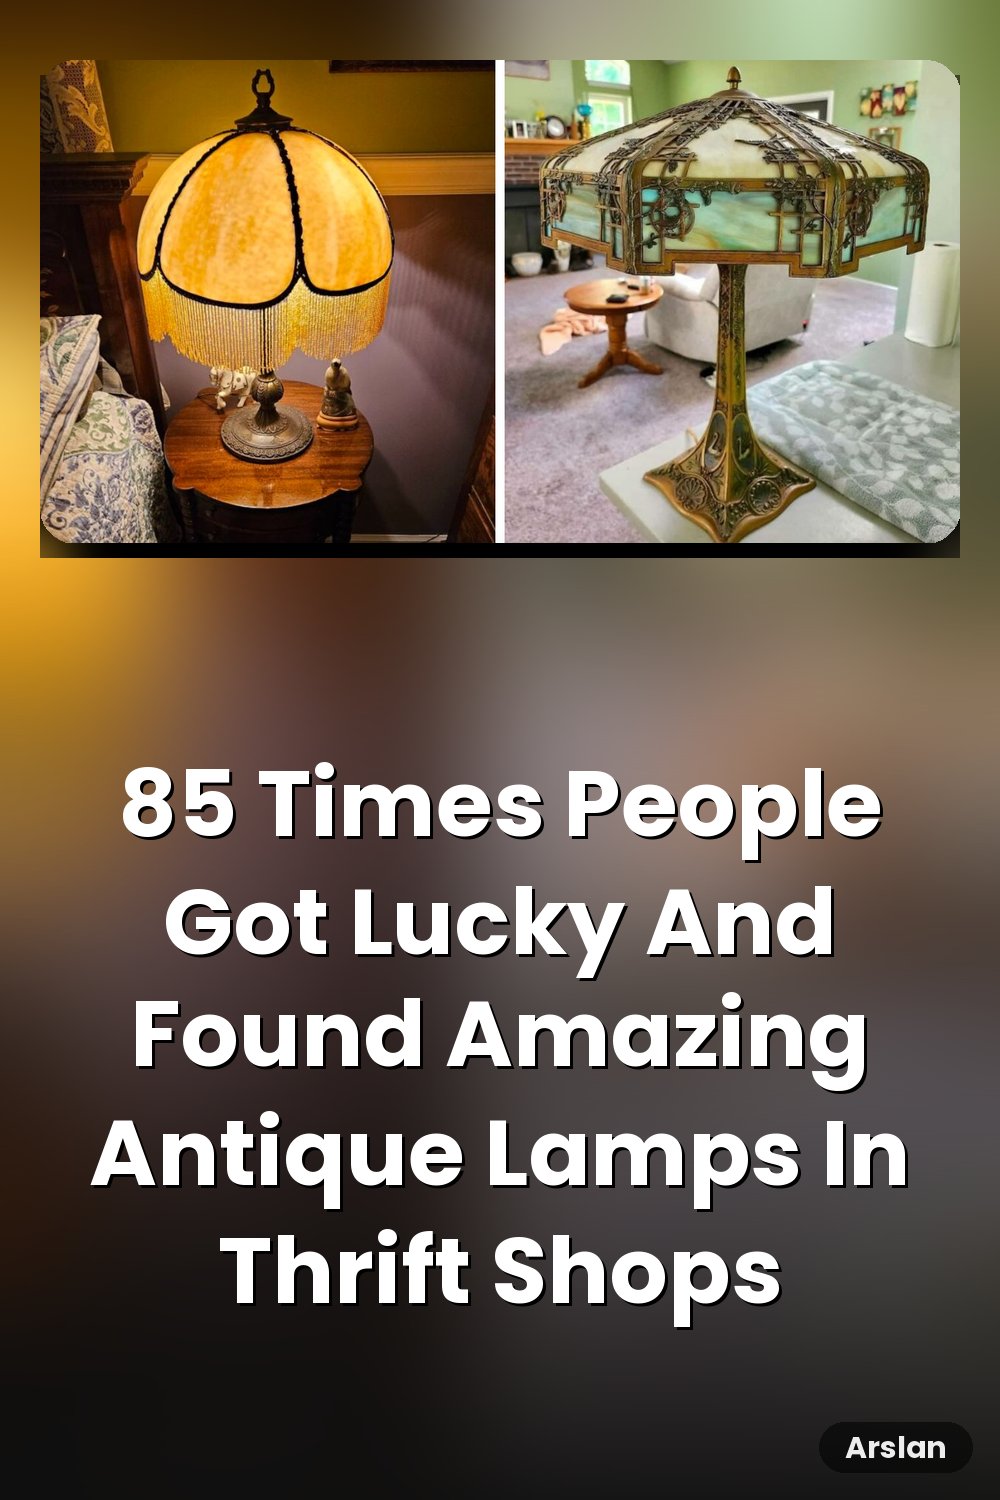 85 Times People
Got Lucky And
Found Amazing
Antique Lamps In
Thrift Shops
Arslan